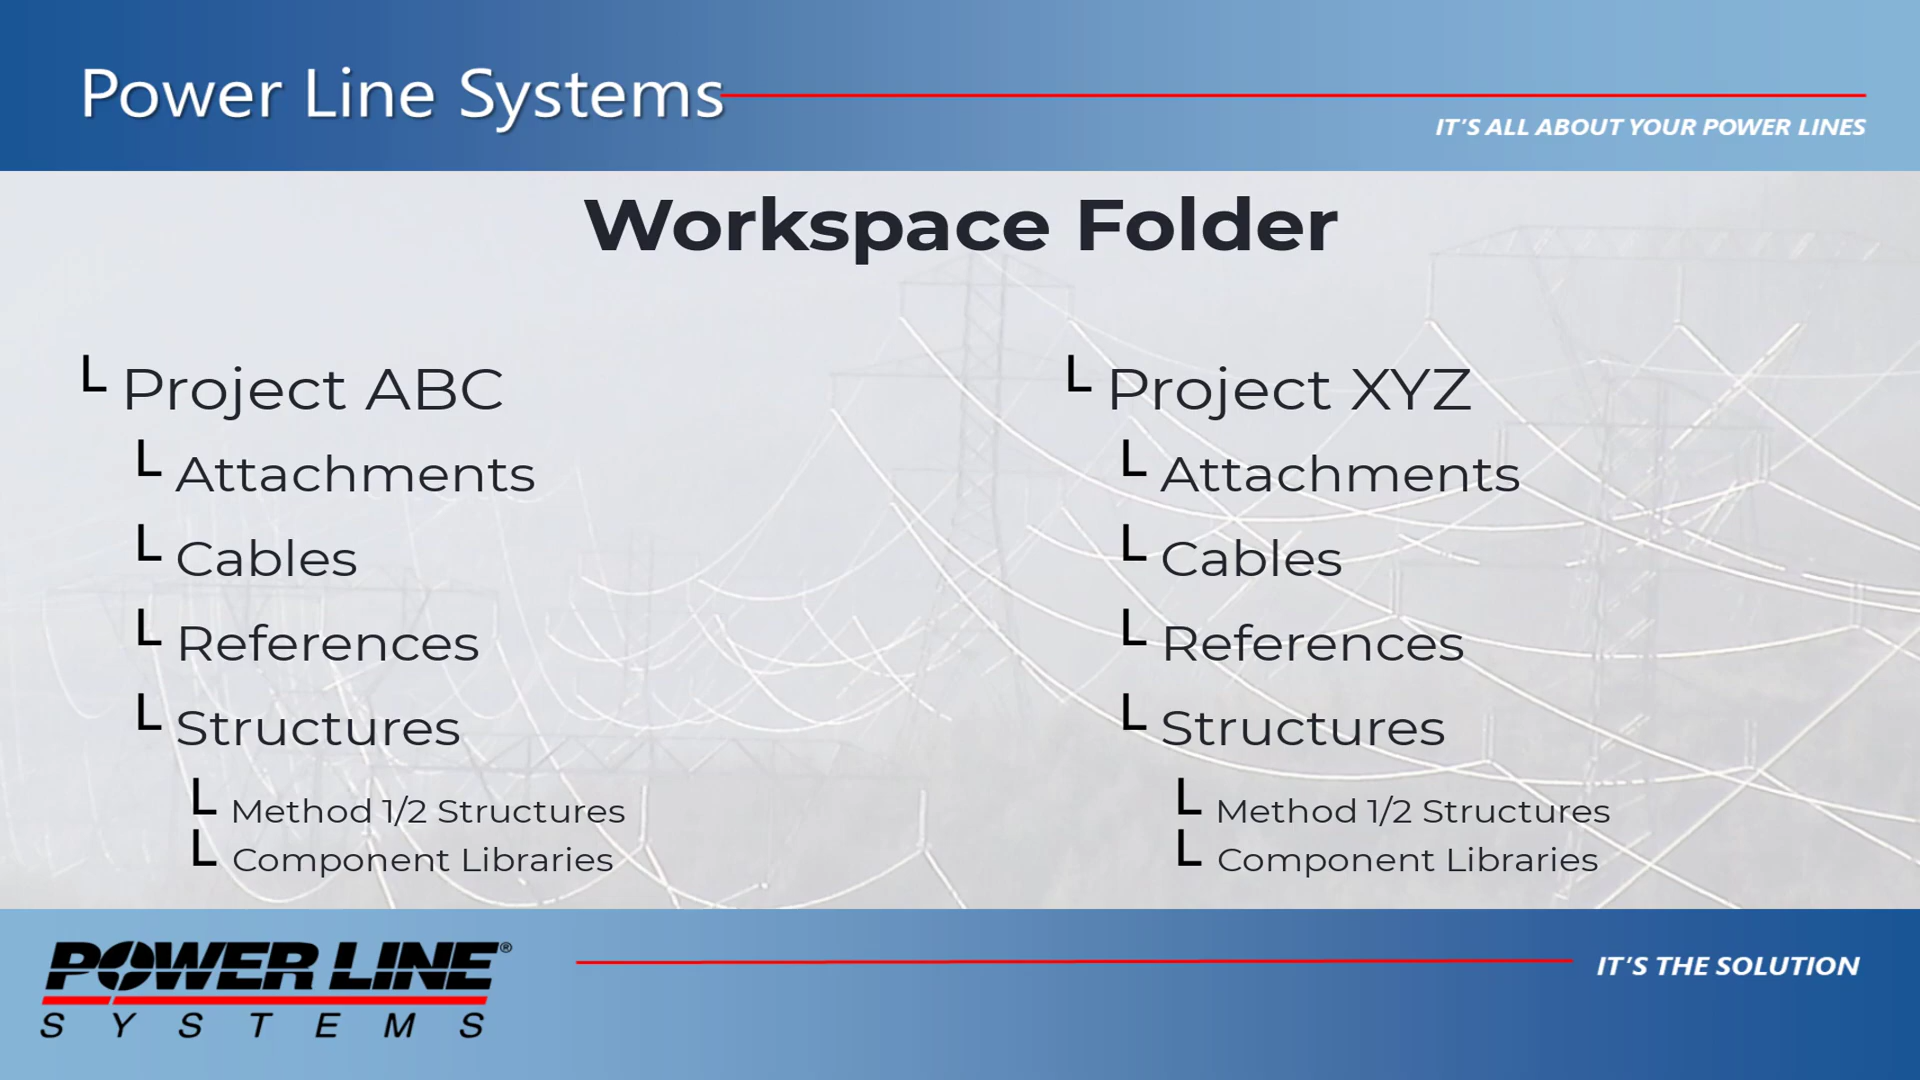 Power Line Systems
IT'S ALL ABOUT YOUR POWER LINES
Workspace Folder
Project ABC
Attachments
Cables
References
Structures
Method 1/2 Structures
Component Libraries
Project XYZ
Attachments
Cables
References
Structures
Method 1/2 Structures
Component Libraries
POWER LINE®
SYSTEMS
IT'S THE SOLUTION